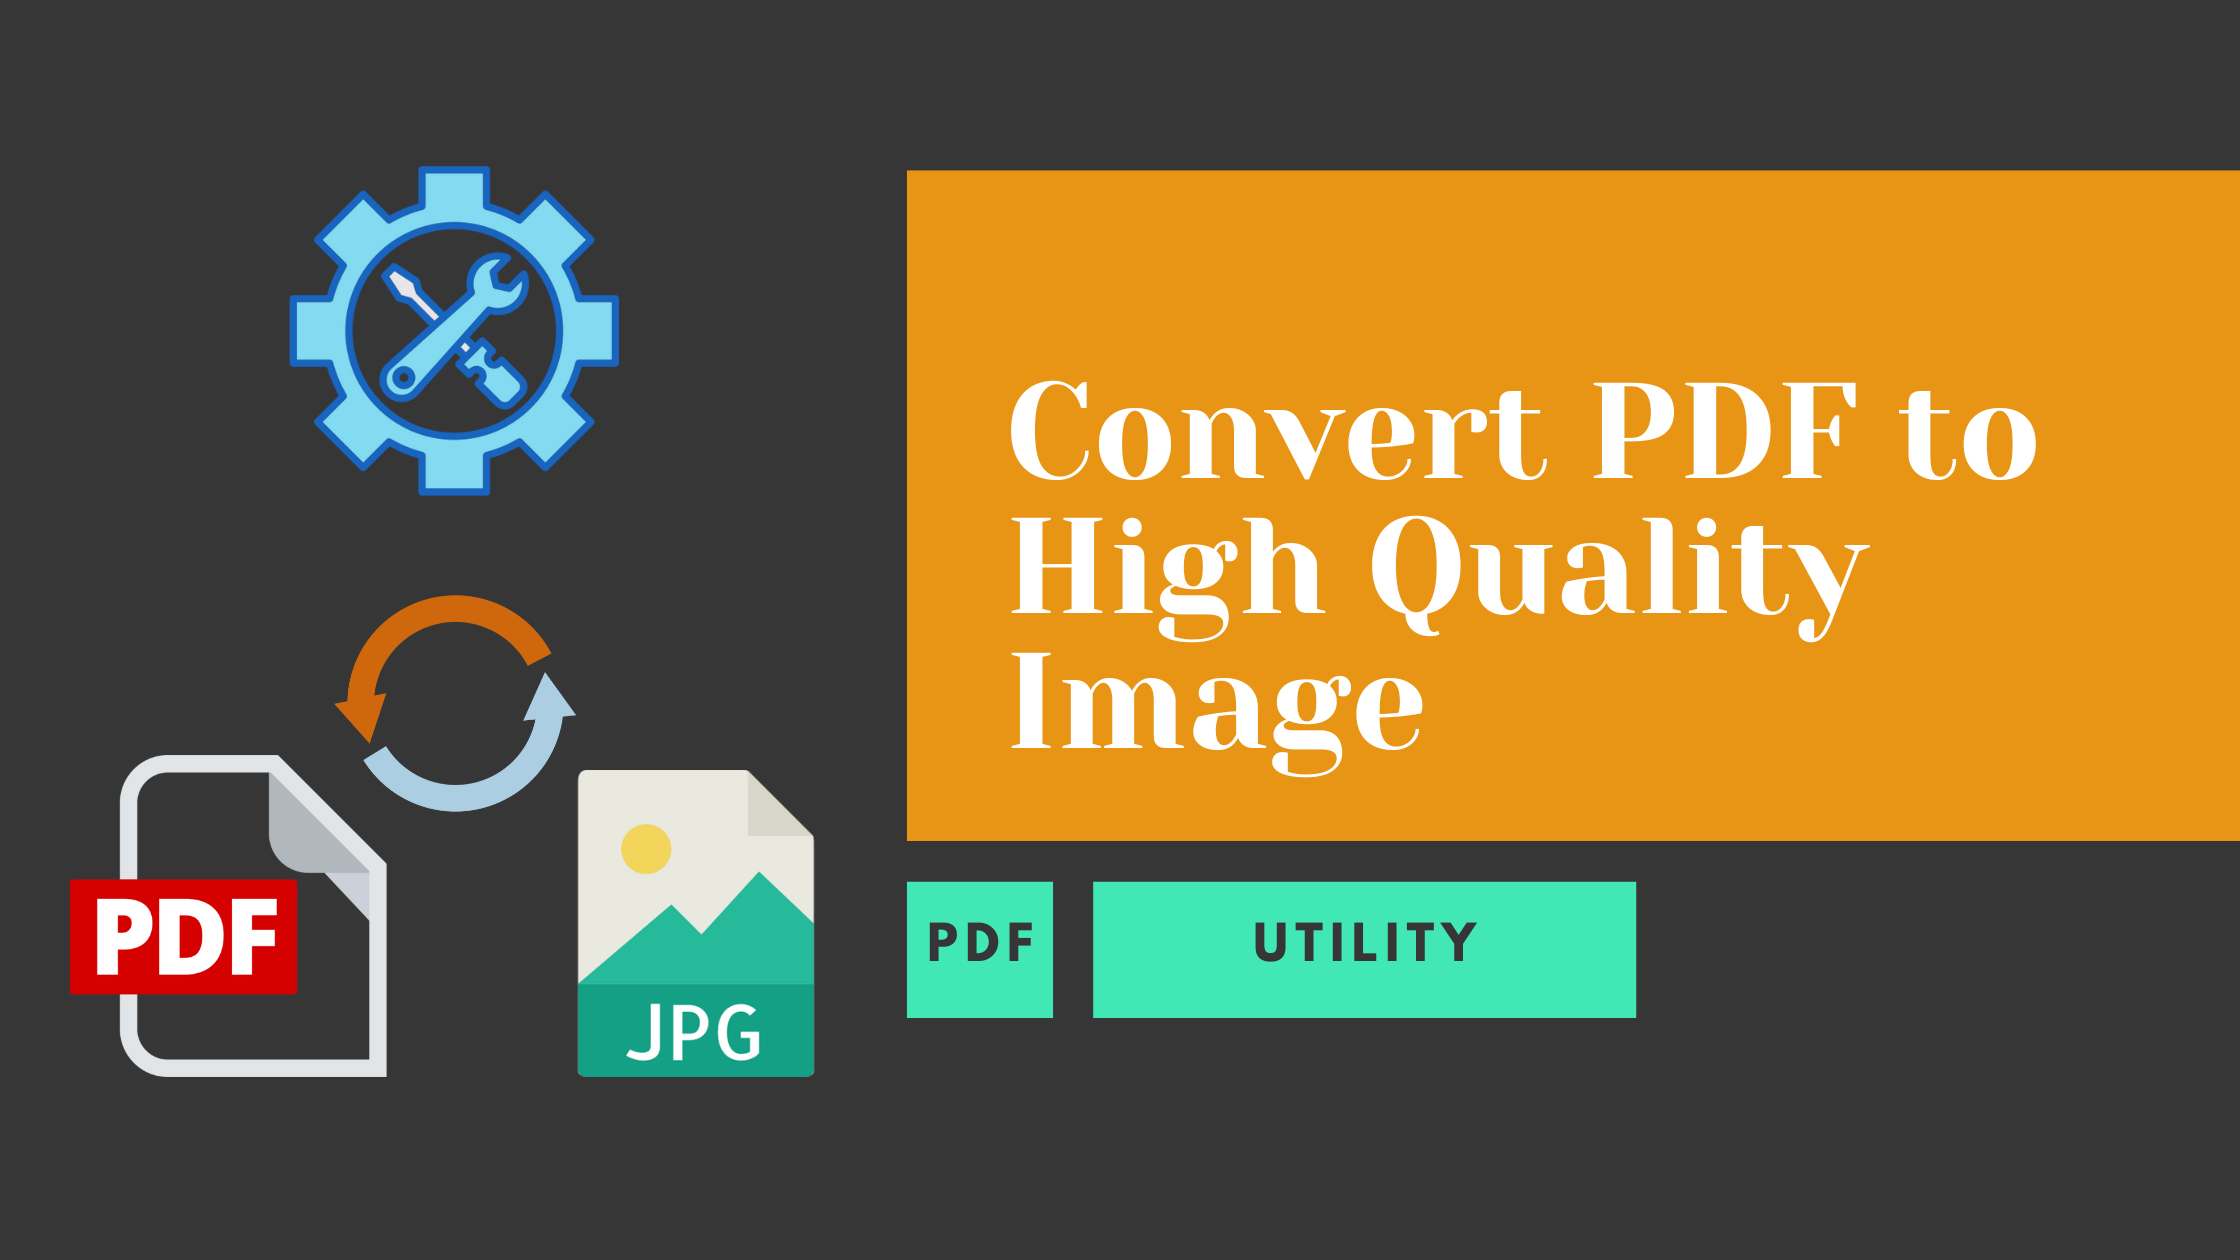 Convert PDF to
High Quality
Image
PDF
JPG
PDF
UTILITY